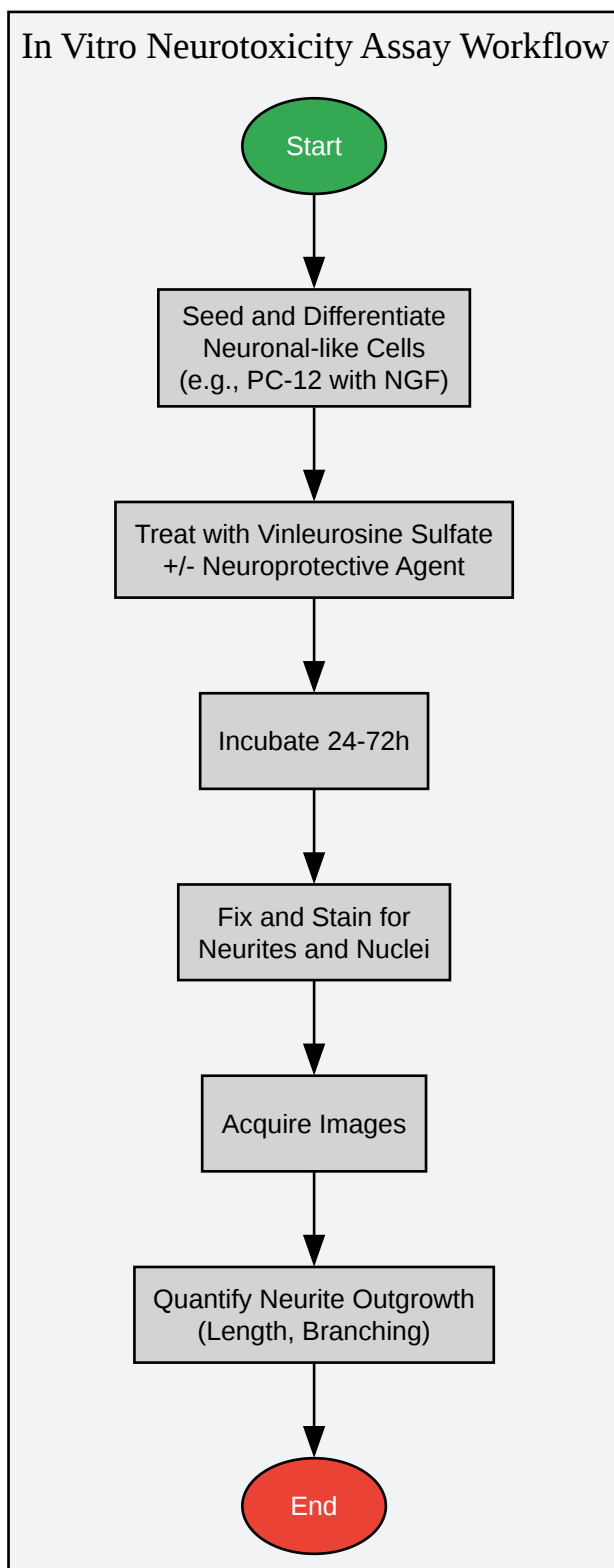 In Vitro Neurotoxicity Assay Workflow
Start
Seed and Differentiate
Neuronal-like Cells
(e.g., PC-12 with NGF)
Treat with Vinleurosine Sulfate
+/- Neuroprotective Agent
Incubate 24-72h
Fix and Stain for
Neurites and Nuclei
Acquire Images
Quantify Neurite Outgrowth
(Length, Branching)
End